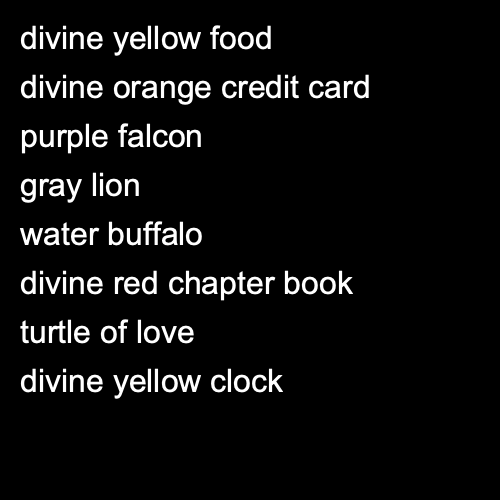 divine yellow food
divine orange credit card
purple falcon
gray lion
water buffalo
divine red chapter book
turtle of love
divine yellow clock